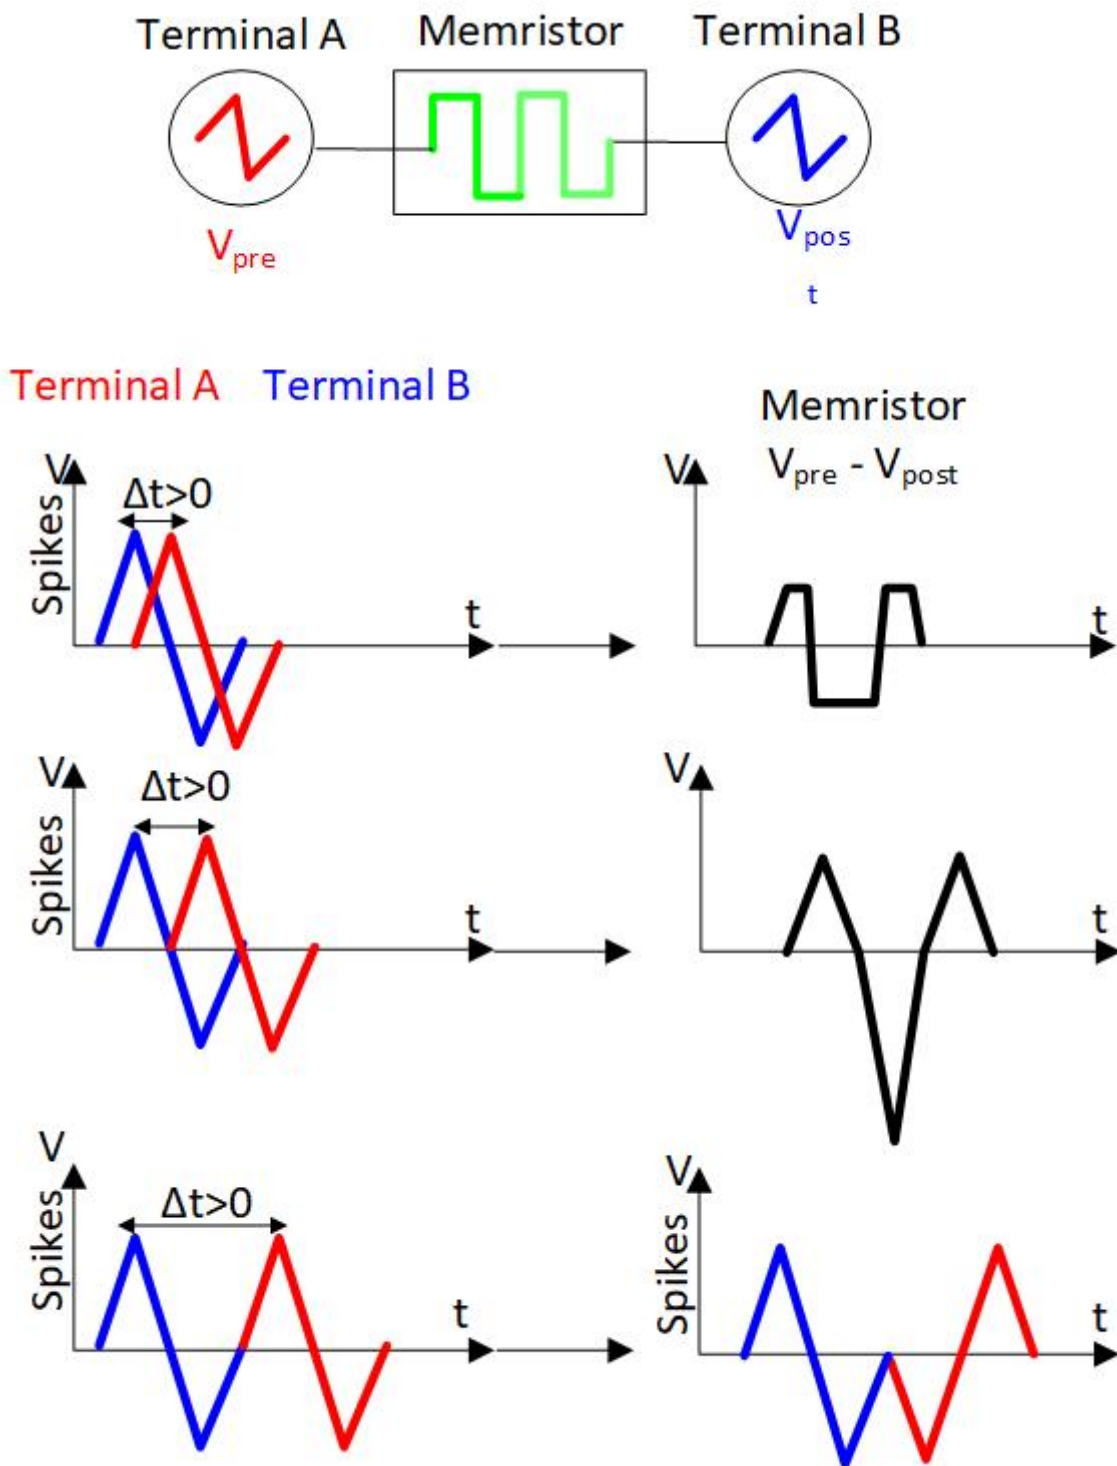 Terminal A Memristor Terminal B
Vpre
Vpos
t
Terminal A Terminal B
Memristor
Vpre - Vpost
V
Δt>0
Spikes
t
V
t
V
Δt>0
Spikes
t
V
t
V
Δt>0
Spikes
t
V
Spikes
t